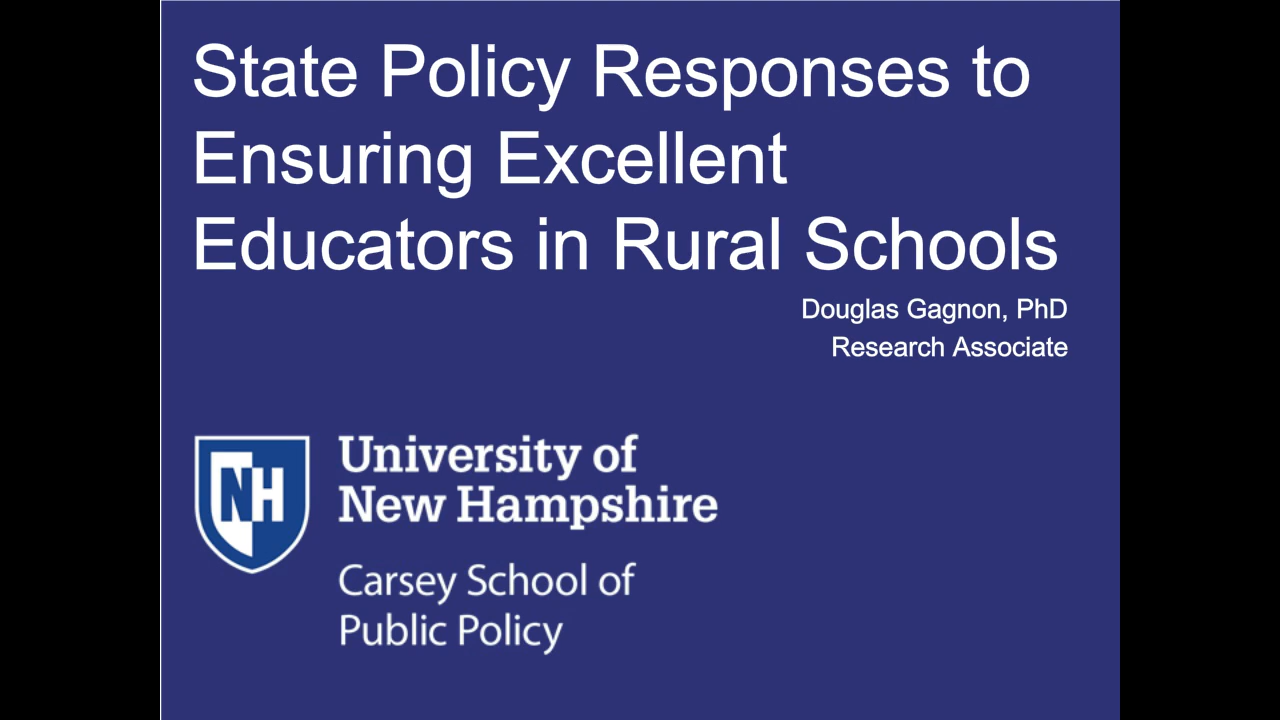 State Policy Responses to
Ensuring Excellent
Educators in Rural Schools
Douglas Gagnon, PhD
Research Associate
NH
University of
New Hampshire
Carsey School of
Public Policy